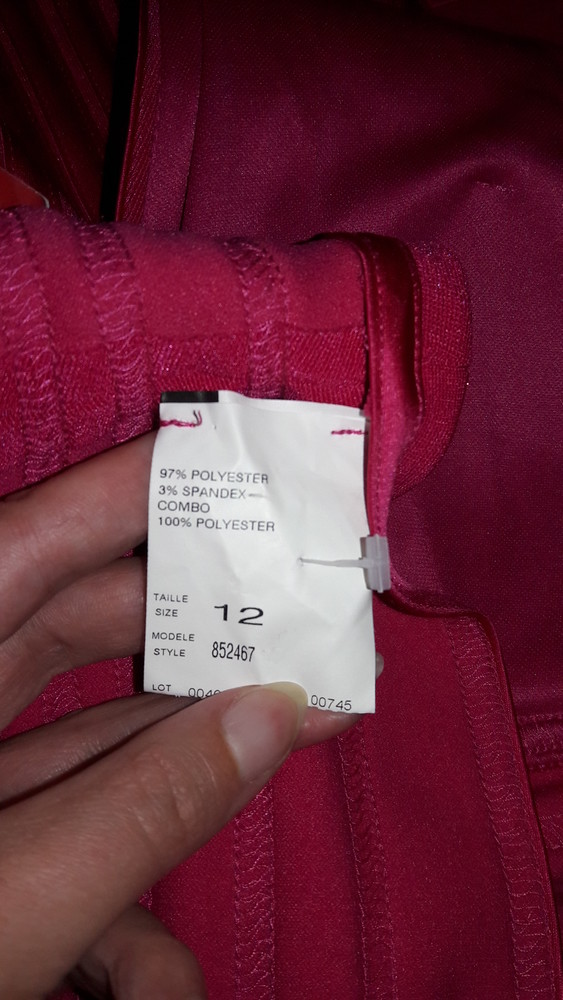 97% POLYESTER
3% SPANDEX
COMBO
100% POLYESTER
TAILLE
SIZE 12
MODELE
STYLE 852467
LOT 00745